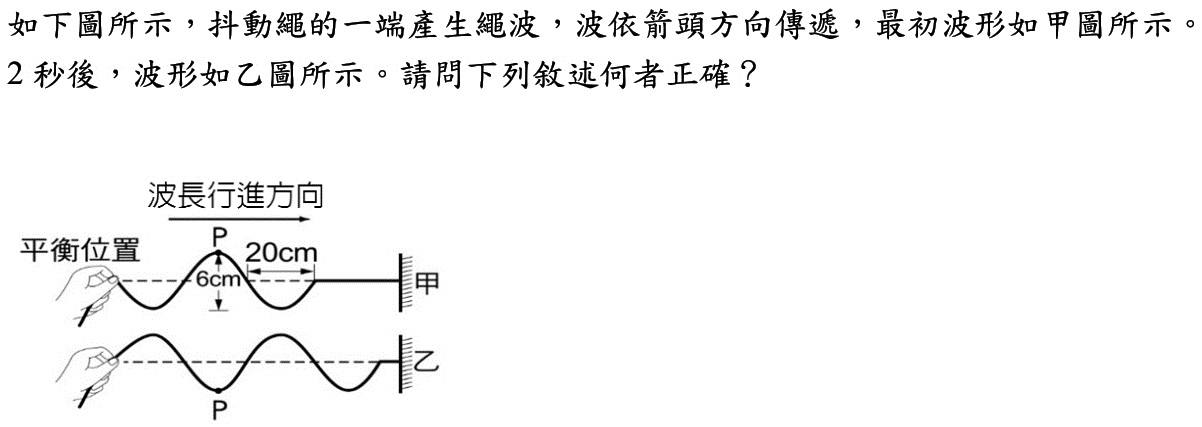 如下圖所示，抖動繩的一端產生繩波，波依箭頭方向傳遞，最初波形如甲圖所示。
2 秒後，波形如乙圖所示。請問下列敘述何者正確？
波長行進方向
平衡位置
P
20cm
6cm
甲
乙
P